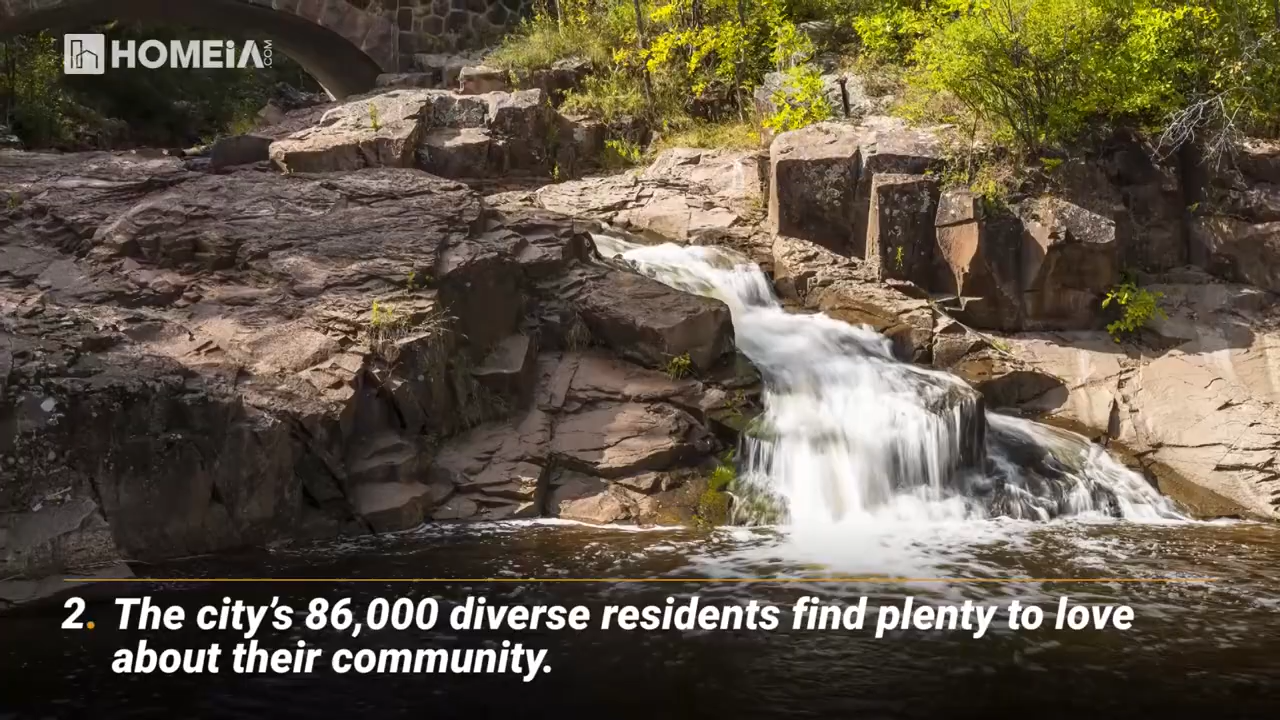 HOMEiA.COM
2. The city's 86,000 diverse residents find plenty to love
about their community.